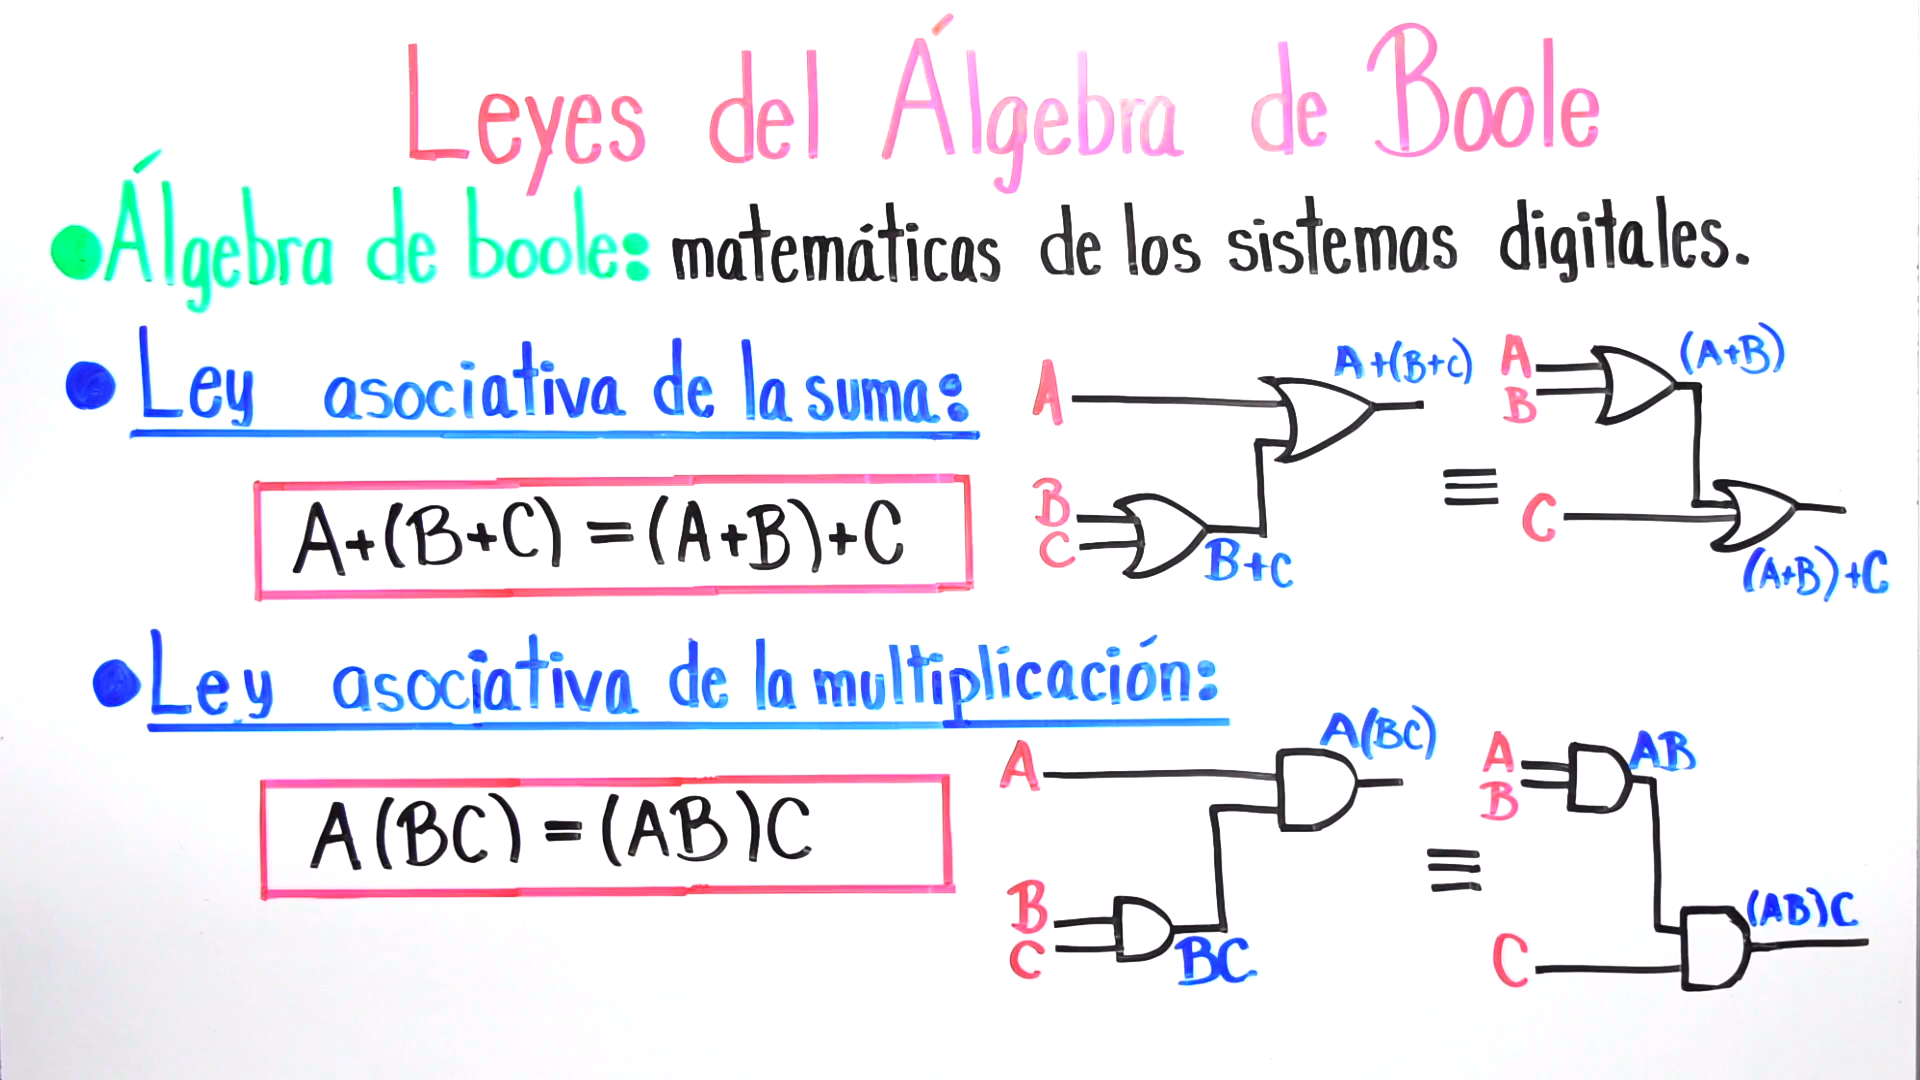 Leyes del Álgebra de Boole
Álgebra de boole: matemáticas de los sistemas digitales.
Ley asociativa de la suma:
A+(B+C) = (A+B)+C
A
B
C
B+C
A+(B+C)
≡
A
B
(A+B)
C
(A+B)+C
Ley asociativa de la multiplicación:
A(BC) = (AB)C
A
B
C
BC
A(BC)
≡
A
B
AB
C
(AB)C